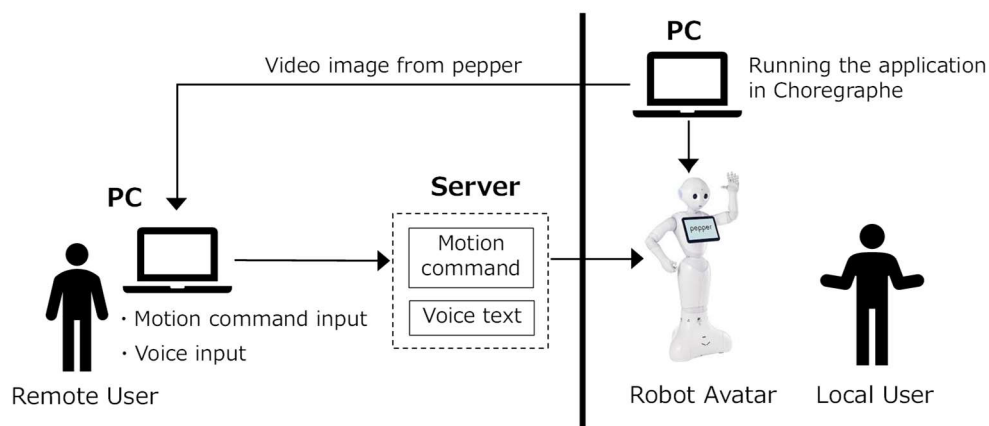 PC
Video image from pepper
Running the application
in Choregraphe
PC
Server
Motion
command
Voice text
pepper
・Motion command input
・Voice input
Remote User
Robot Avatar
Local User